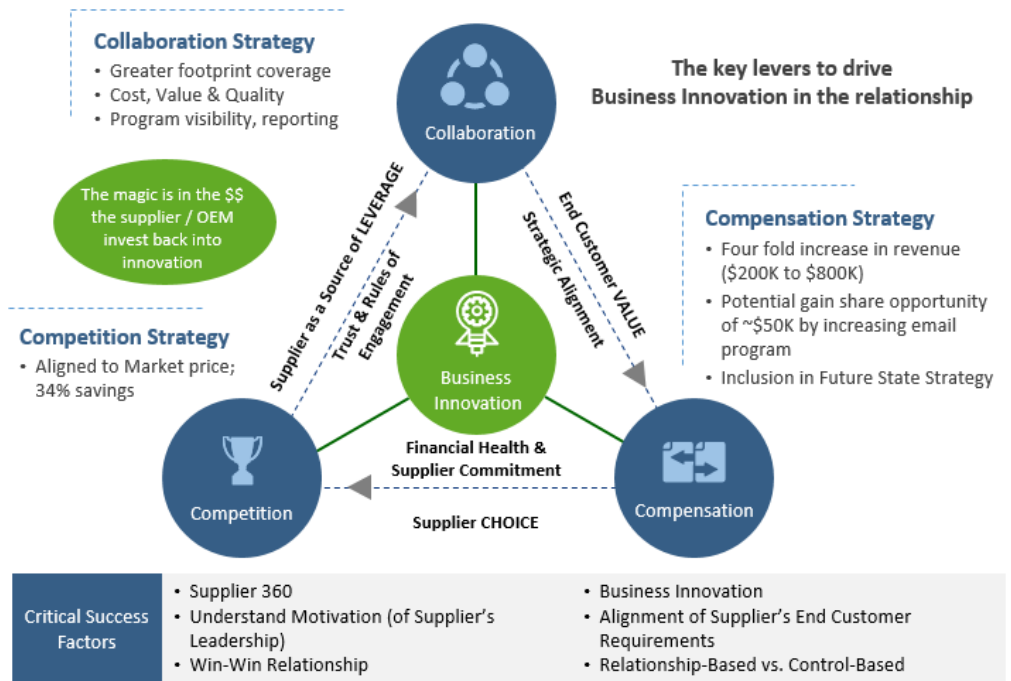 Collaboration Strategy
• Greater footprint coverage
• Cost, Value & Quality
• Program visibility, reporting
Collaboration
The key levers to drive
Business Innovation in the relationship
The magic is in the $$
the supplier / OEM
invest back into
innovation
Supplier as a Source of LEVERAGE
Trust & Rules of
Engagement
End Customer VALUE
Strategic Alignment
Compensation Strategy
• Four fold increase in revenue
($200K to $800K)
• Potential gain share opportunity
of ~$50K by increasing email
program
• Inclusion in Future State Strategy
Competition Strategy
• Aligned to Market price;
34% savings
Business
Innovation
Financial Health &
Supplier Commitment
Competition
Compensation
Supplier CHOICE
Critical Success
Factors
• Supplier 360
• Understand Motivation (of Supplier’s
Leadership)
• Win-Win Relationship
• Business Innovation
• Alignment of Supplier’s End Customer
Requirements
• Relationship-Based vs. Control-Based